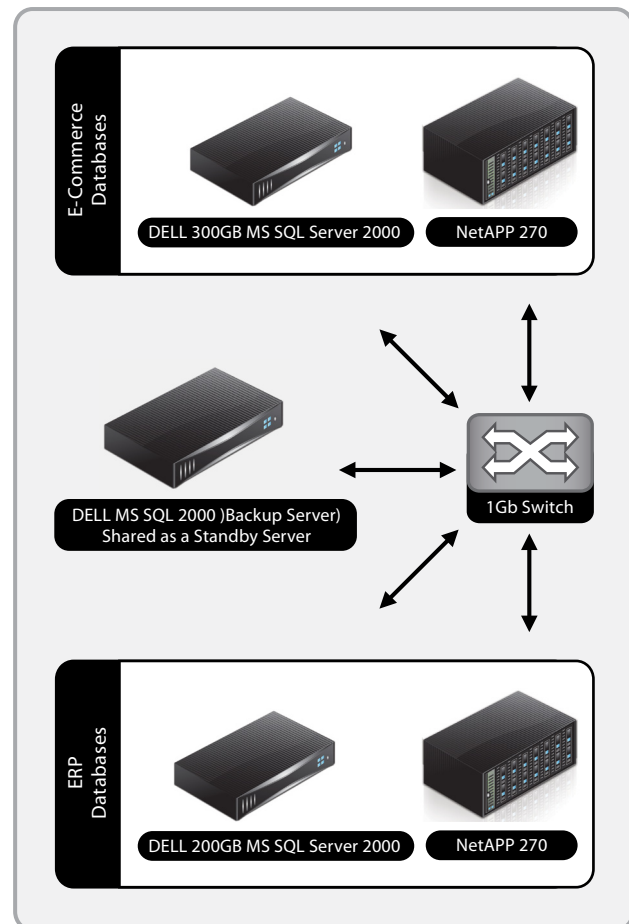 E-Commerce
Databases
DELL 300GB MS SQL Server 2000
NetAPP 270
DELL MS SQL 2000 )Backup Server)
Shared as a Standby Server
1Gb Switch
ERP
Databases
DELL 200GB MS SQL Server 2000
NetAPP 270